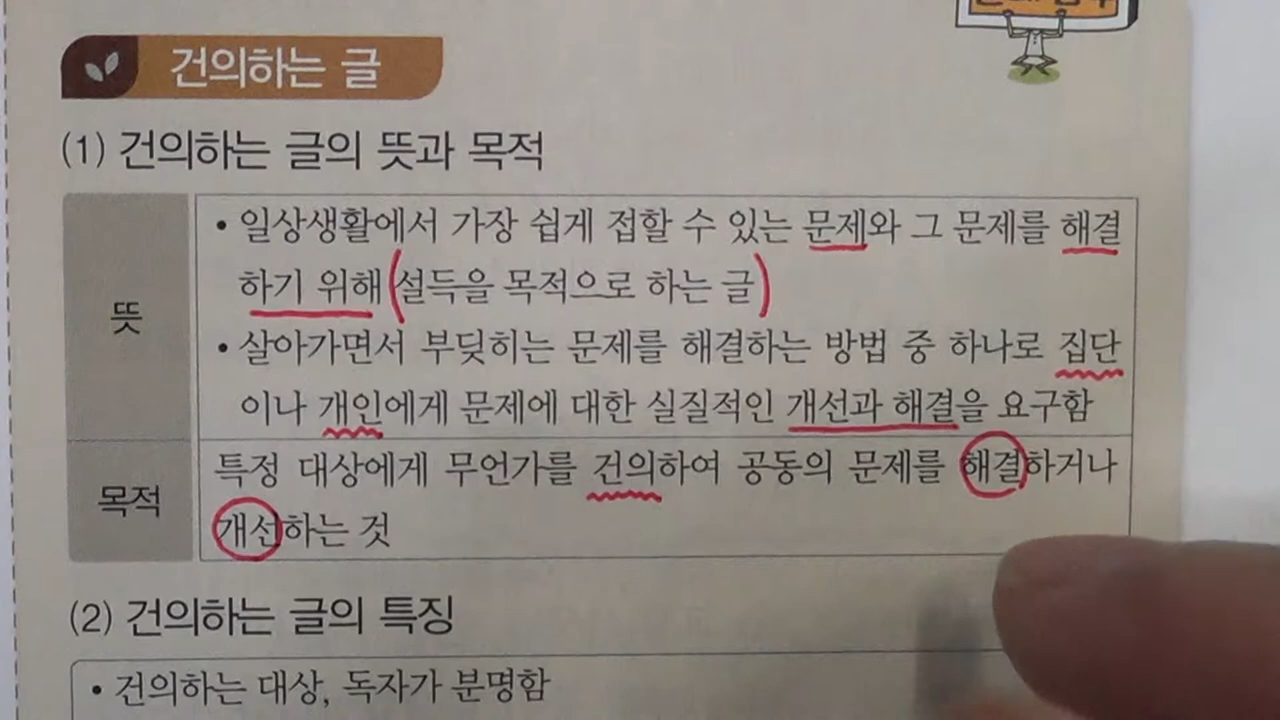 건의하는 글
(1) 건의하는 글의 뜻과 목적
뜻
• 일상생활에서 가장 쉽게 접할 수 있는 문제와 그 문제를 해결
하기 위해 설득을 목적으로 하는 글
• 살아가면서 부딪히는 문제를 해결하는 방법 중 하나로 집단
이나 개인에게 문제에 대한 실질적인 개선과 해결을 요구함
목적
특정 대상에게 무언가를 건의하여 공동의 문제를 해결하거나
개선하는 것
(2) 건의하는 글의 특징
• 건의하는 대상, 독자가 분명함